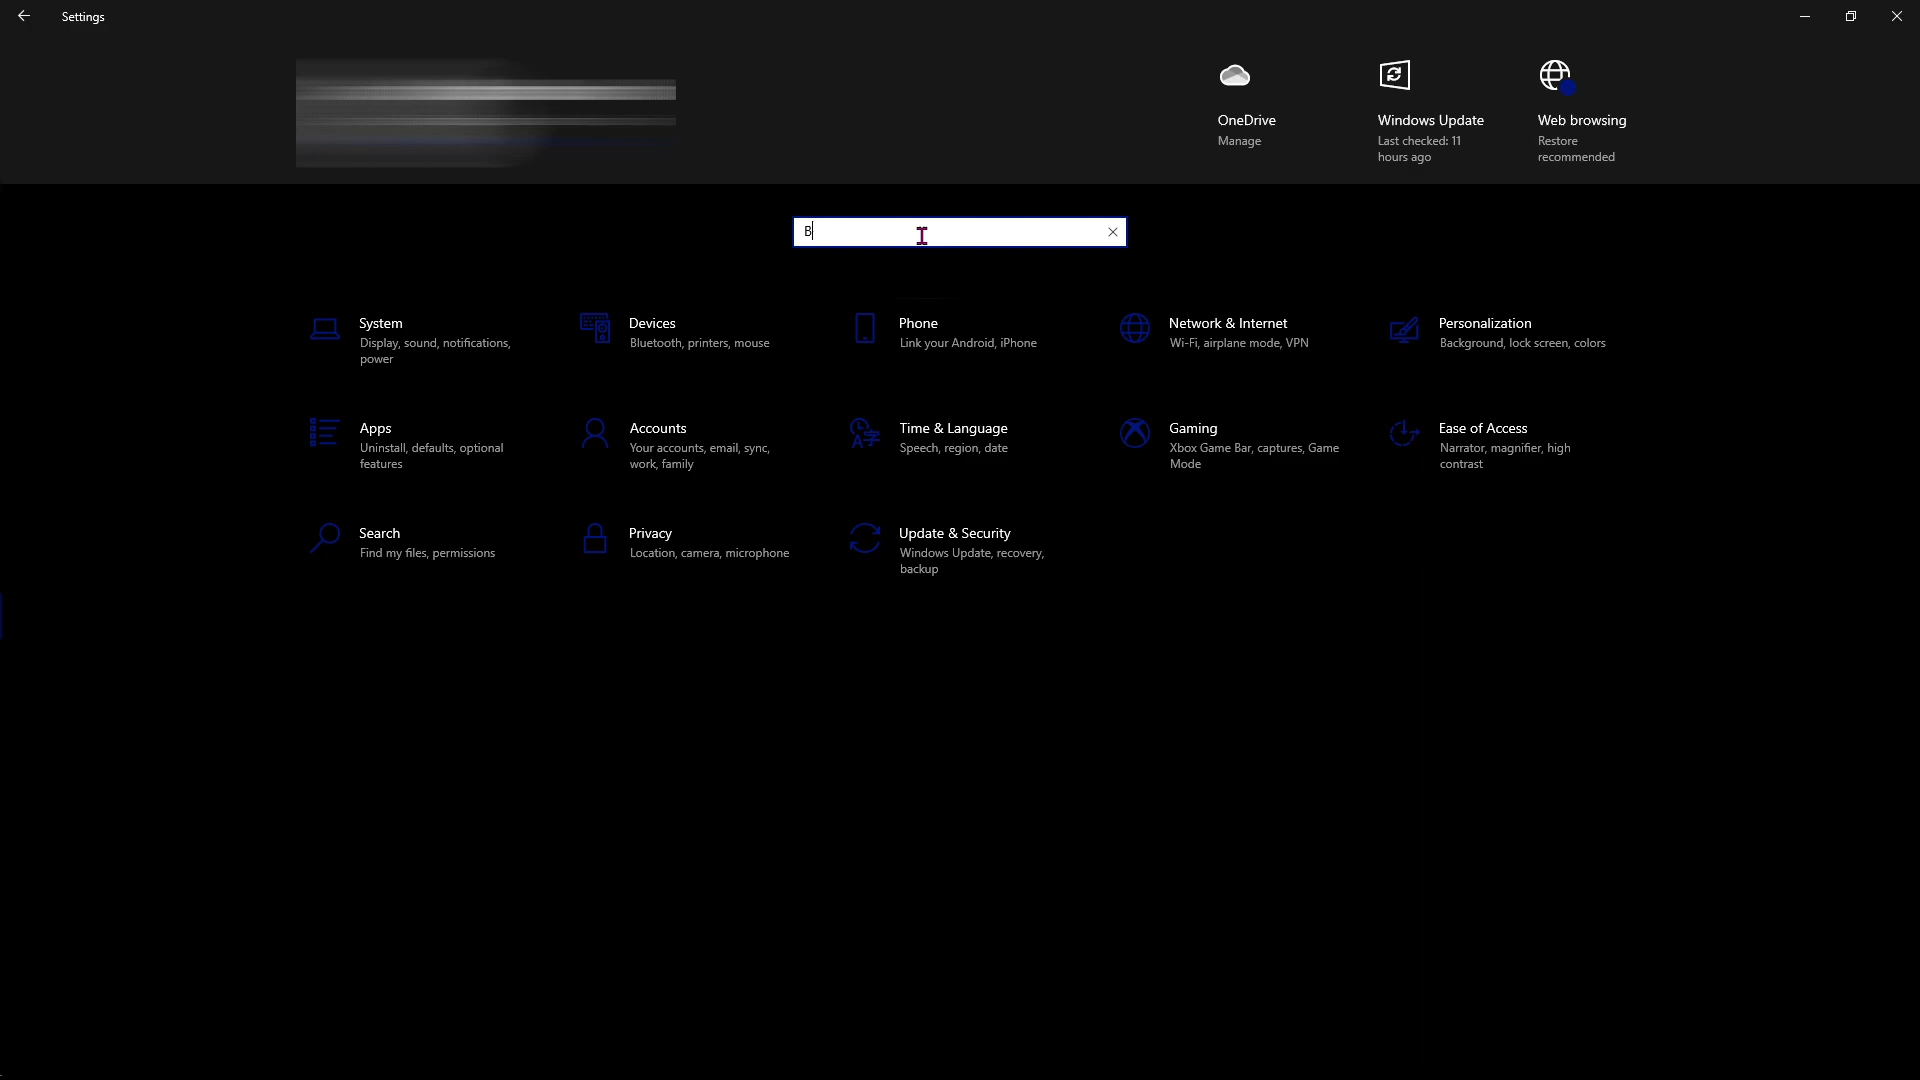 Settings
OneDrive
Manage
Windows Update
Last checked: 11
hours ago
Web browsing
Restore
recommended
B
System
Display, sound, notifications,
power
Devices
Bluetooth, printers, mouse
Phone
Link your Android, iPhone
Network & Internet
Wi-Fi, airplane mode, VPN
Personalization
Background, lock screen, colors
Apps
Uninstall, defaults, optional
features
Accounts
Your accounts, email, sync,
work, family
Time & Language
Speech, region, date
Gaming
Xbox Game Bar, captures, Game
Mode
Ease of Access
Narrator, magnifier, high
contrast
Search
Find my files, permissions
Privacy
Location, camera, microphone
Update & Security
Windows Update, recovery,
backup